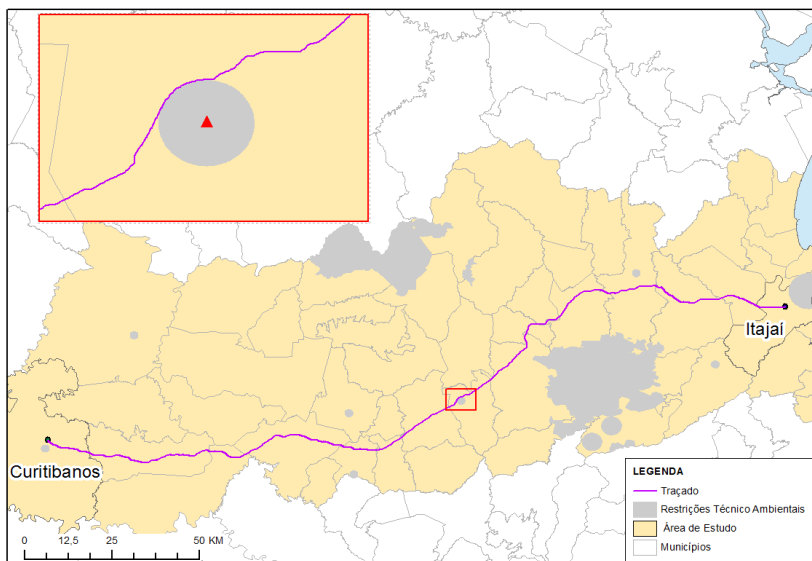 Itajaí
Curitibanos
0 12,5 25 50 KM
LEGENDA
Traçado
Restrições Técnico Ambientais
Área de Estudo
Municípios